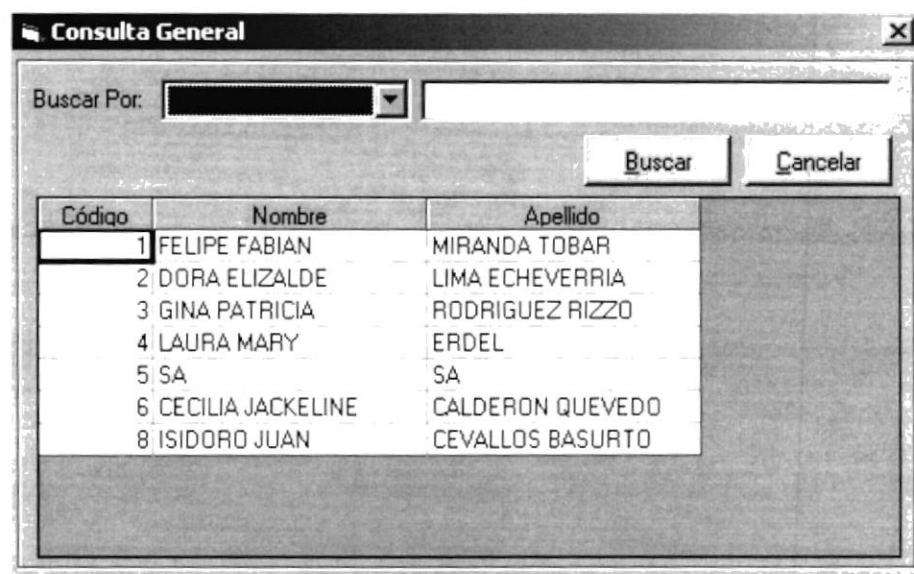 Consulta General
Buscar Por:
Buscar Cancelar
Código Nombre Apellido
1 FELIPE FABIAN MIRANDA TOBAR
2 DORA ELIZALDE LIMA ECHEVERRIA
3 GINA PATRICIA RODRIGUEZ RIZZO
4 LAURA MARY ERDEL
5 SA SA
6 CECILIA JACKELINE CALDERON QUEVEDO
8 ISIDORO JUAN CEVALLOS BASURTO